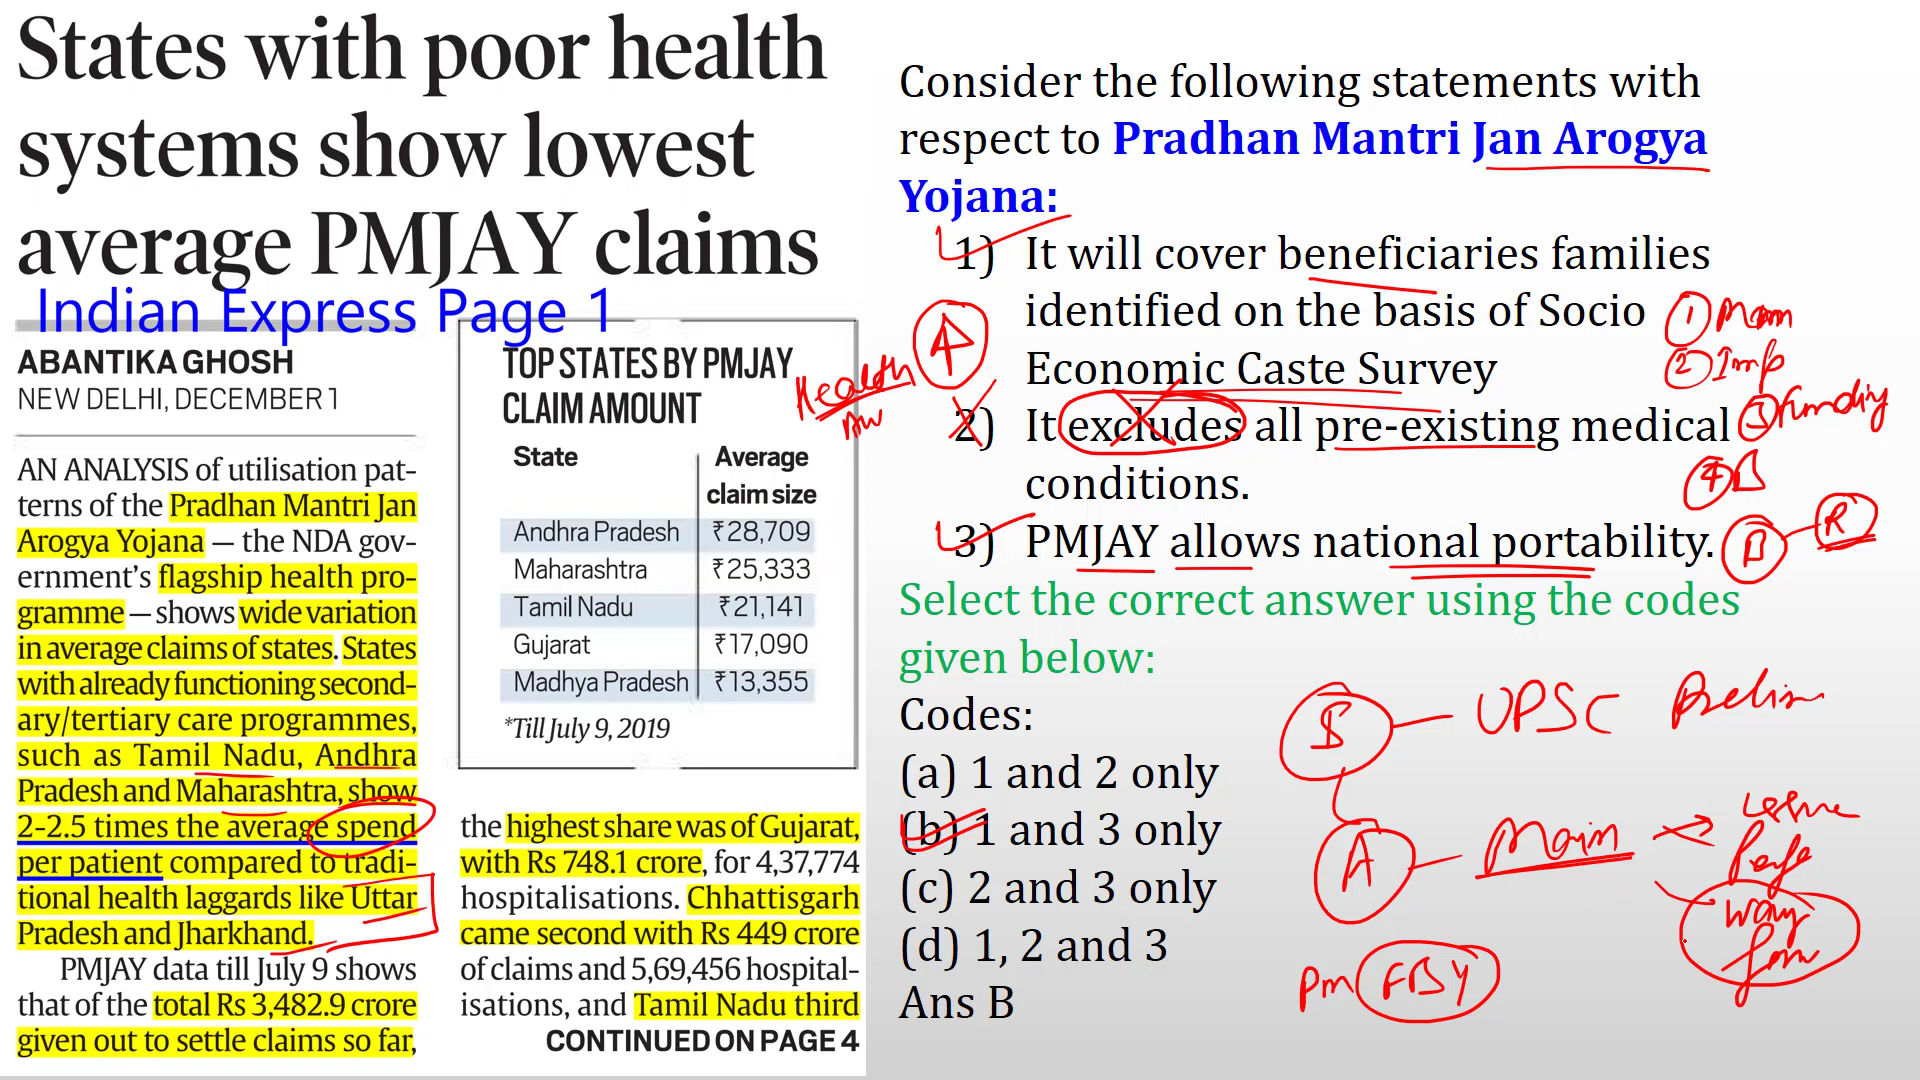 States with poor health
systems show lowest
average PMJAY claims
Indian Express Page 1
ABANTIKA GHOSH
NEW DELHI, DECEMBER 1
AN ANALYSIS of utilisation pat-
terns of the Pradhan Mantri Jan
Arogya Yojana — the NDA gov-
ernment's flagship health pro-
gramme — shows wide variation
in average claims of states. States
with already functioning second-
ary/tertiary care programmes,
such as Tamil Nadu, Andhra
Pradesh and Maharashtra, show
2-2.5 times the average spend
per patient compared to tradi-
tional health laggards like Uttar
Pradesh and Jharkhand.
PMJAY data till July 9 shows
that of the total Rs 3,482.9 crore
given out to settle claims so far,
TOP STATES BY PMJAY
CLAIM AMOUNT
State Average claim size
Andhra Pradesh ₹28,709
Maharashtra ₹25,333
Tamil Nadu ₹21,141
Gujarat ₹17,090
Madhya Pradesh ₹13,355
*Till July 9, 2019
the highest share was of Gujarat,
with Rs 748.1 crore, for 4,37,774
hospitalisations. Chhattisgarh
came second with Rs 449 crore
of claims and 5,69,456 hospital-
isations, and Tamil Nadu third
CONTINUED ON PAGE 4
Consider the following statements with
respect to Pradhan Mantri Jan Arogya
Yojana:
1) It will cover beneficiaries families
identified on the basis of Socio
Economic Caste Survey
2) It excludes all pre-existing medical
conditions.
3) PMJAY allows national portability.
Select the correct answer using the codes
given below:
Codes:
(a) 1 and 2 only
(b) 1 and 3 only
(c) 2 and 3 only
(d) 1, 2 and 3
Ans B
Health
A
1
2 Imp
3 Funding
4 B
B R
B UPSC Prelim
A Main
Way
PM FBY